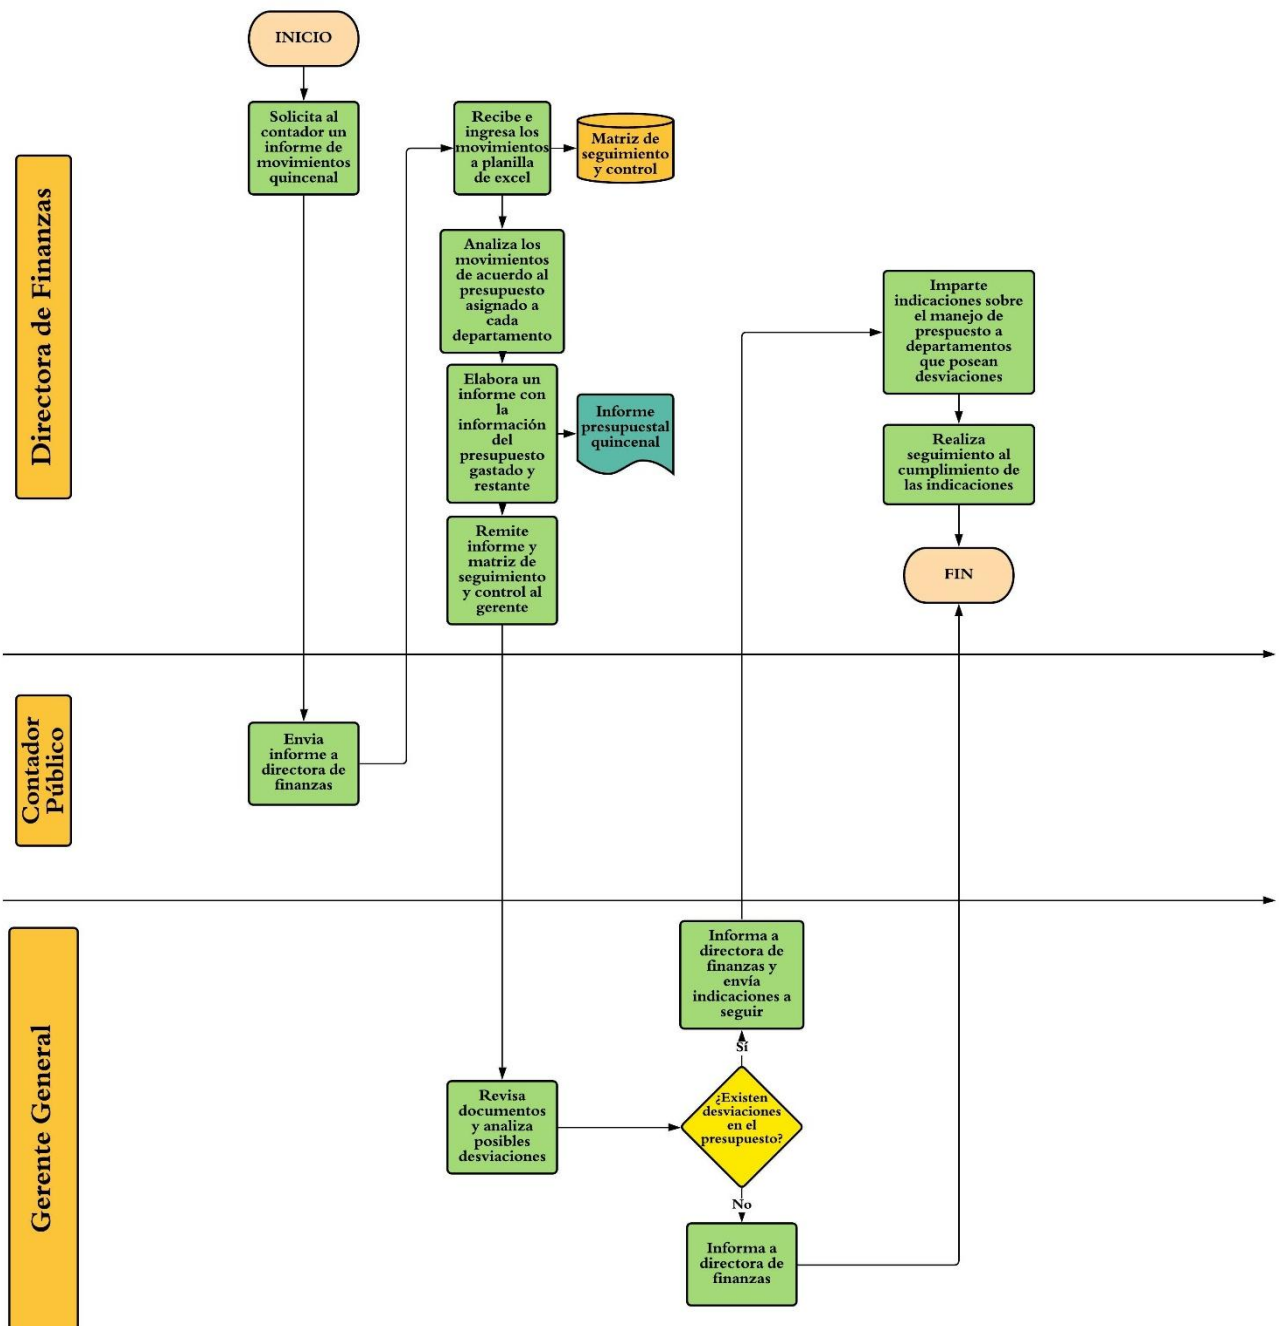 INICIO
Solicita al
contador un
informe de
movimientos
quincenal
Recibe e
ingresa los
movimientos
a planilla
de excel
Matriz de
seguimiento
y control
Directora de Finanzas
Analiza los
movimientos
de acuerdo al
presupuesto
asignado a
cada
departamento
Imparte
indicaciones sobre
el manejo de
prespuesto a
departamentos
que posean
desviaciones
Elabora un
informe con
la
información
del
presupuesto
gastado y
restante
Informe
presupuestal
quincenal
Realiza
seguimiento al
cumplimiento de
las indicaciones
Remite
informe y
matriz de
seguimiento
y control al
gerente
FIN
Contador
Público
Envia
informe a
directora de
finanzas
Gerente General
Informa a
directora de
finanzas y
envía
indicaciones a
seguir
Sí
Revisa
documentos
y analiza
posibles
desviaciones
¿Existen
desviaciones
en el
presupuesto?
No
Informa a
directora de
finanzas